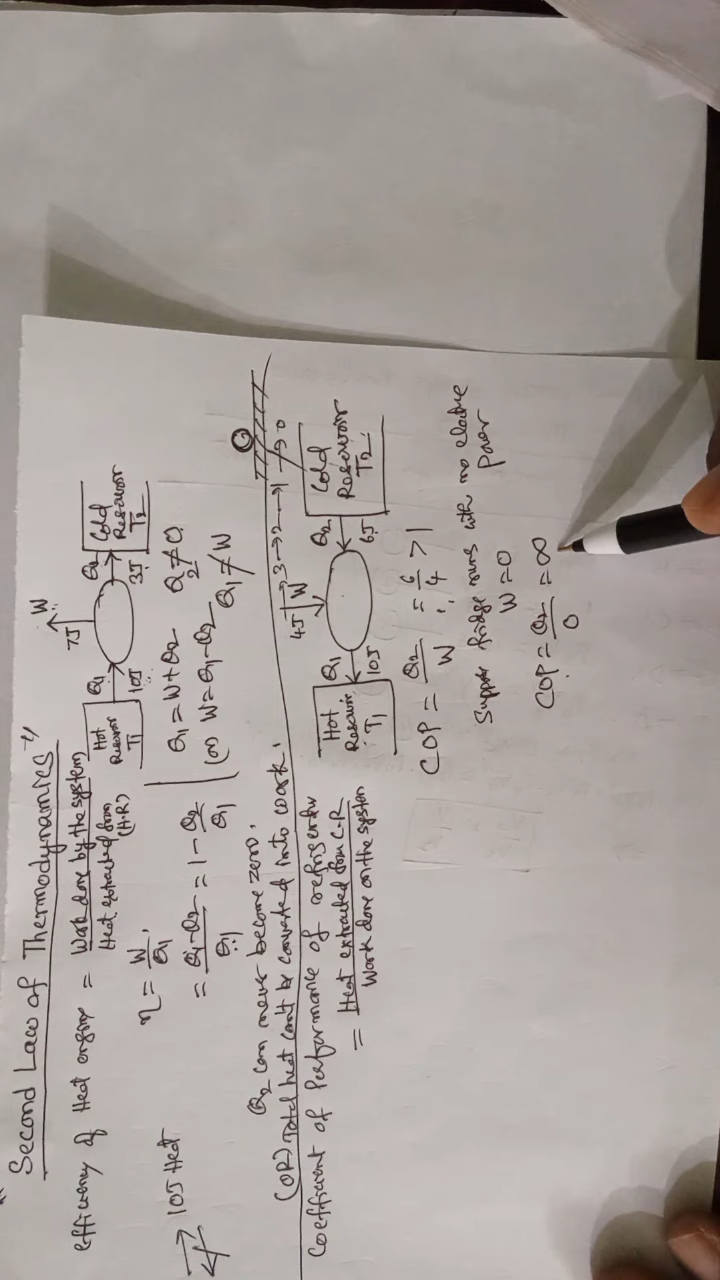 Second Law of Thermodynamics
efficiency of Heat engine = Work done by the system
Heat extracted from
(H.R)
η = W
Q1
= Q1-Q2 = 1 - Q2
Q1 Q1
Q1 = W + Q2 Q2 ≠ 0
(or) W = Q1-Q2
Q1 ≠ W
7J W
Hot
Reservoir
T1
Q1
10J
Q2
3J
Cold
Reservoir
T2
10J Heat
Q2 can never become zero.
(OR) Total heat can't be converted into work.
3→2→1→0
Coefficient of Performance of refrigerator
= Heat extracted from C.R
Work done on the system
4J W
Hot
Reservoir
T1
Q1
10J
Q2
6J
Cold
Reservoir
T2
COP = Q2 = 6 > 1
W 4
Suppose fridge runs with no electric
power
W = 0
COP = Q2 = ∞
0